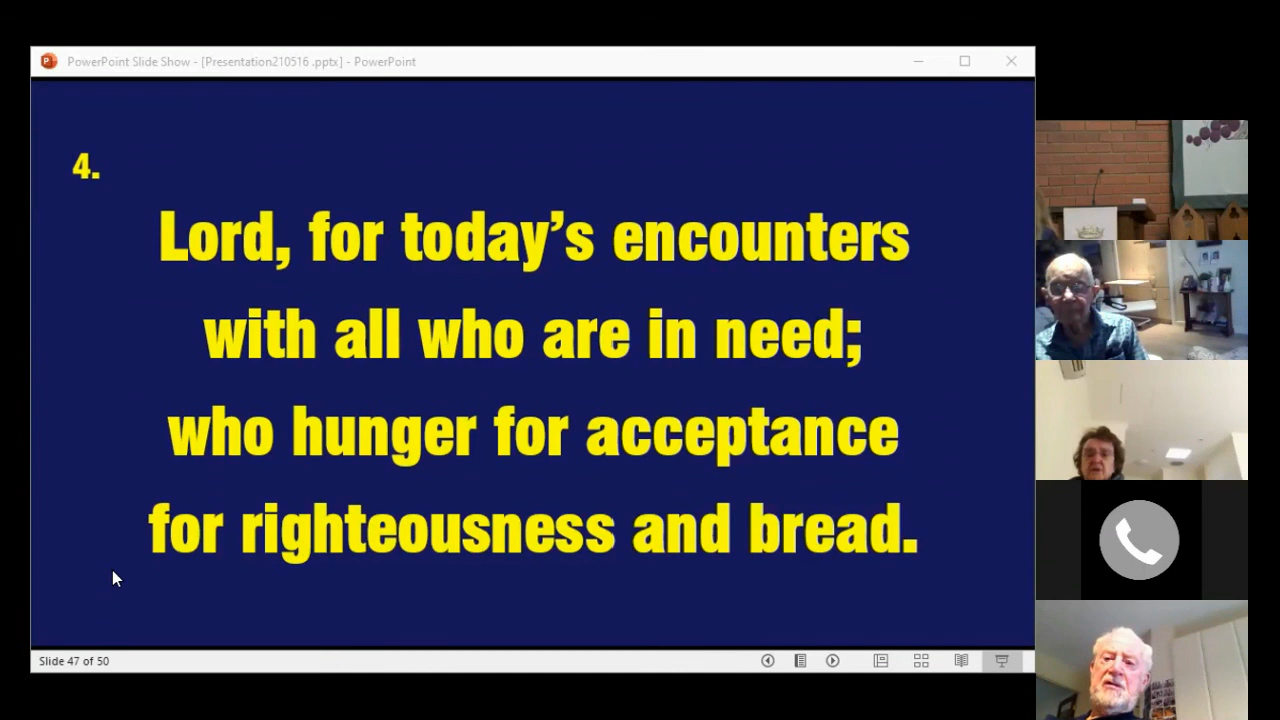 PowerPoint Slide Show - [Presentation210516 .pptx] - PowerPoint
4.
Lord, for today’s encounters
with all who are in need;
who hunger for acceptance
for righteousness and bread.
Slide 47 of 50